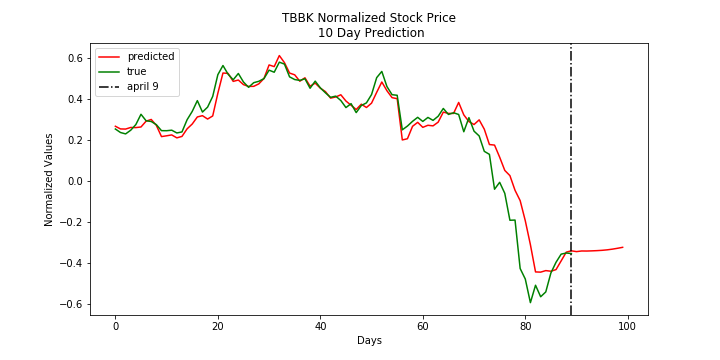 TBBK Normalized Stock Price
10 Day Prediction
predicted
true
april 9
Normalized Values
0.6
0.4
0.2
0.0
−0.2
−0.4
−0.6
0 20 40 60 80 100
Days